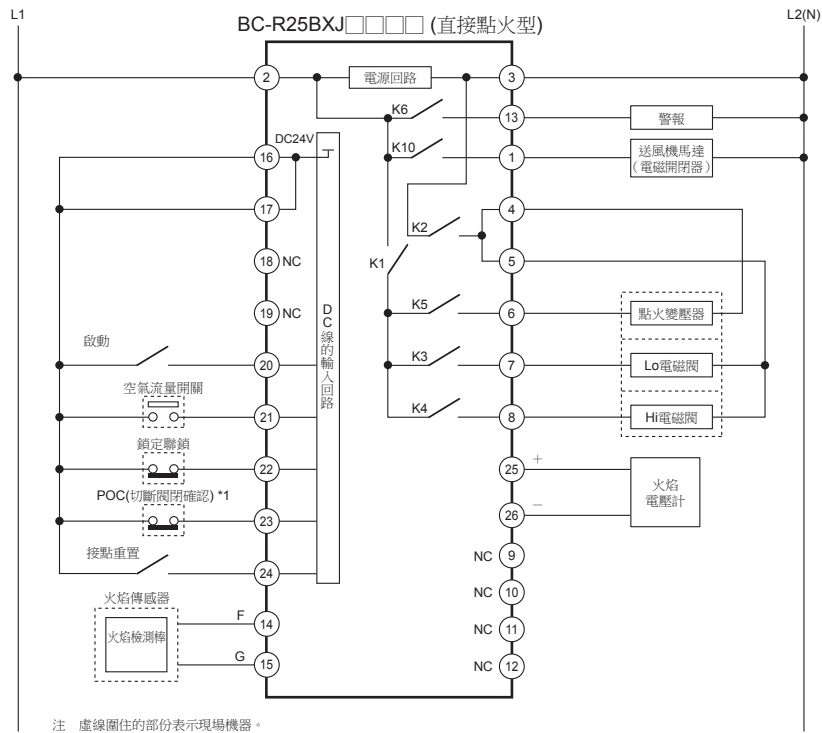 L1
L2(N)
BC-R25BXJ□□□□ (直接點火型)
2
電源回路
3
K6
13
警報
DC24V
K10
1
送風機馬達
(電磁開閉器)
16
17
K2
4
5
18 NC
K1
19 NC
DC線的輸入回路
K5
6
點火變壓器
啟動
20
K3
7
Lo電磁閥
空氣流量開關
21
K4
8
Hi電磁閥
鎖定聯鎖
22
25
+
火焰
電壓計
POC(切斷閥閉確認) *1
23
26
−
接點重置
24
NC 9
NC 10
火焰傳感器
火焰檢測棒
F
14
NC 11
G
15
NC 12
注 虛線圍住的部份表示現場機器。